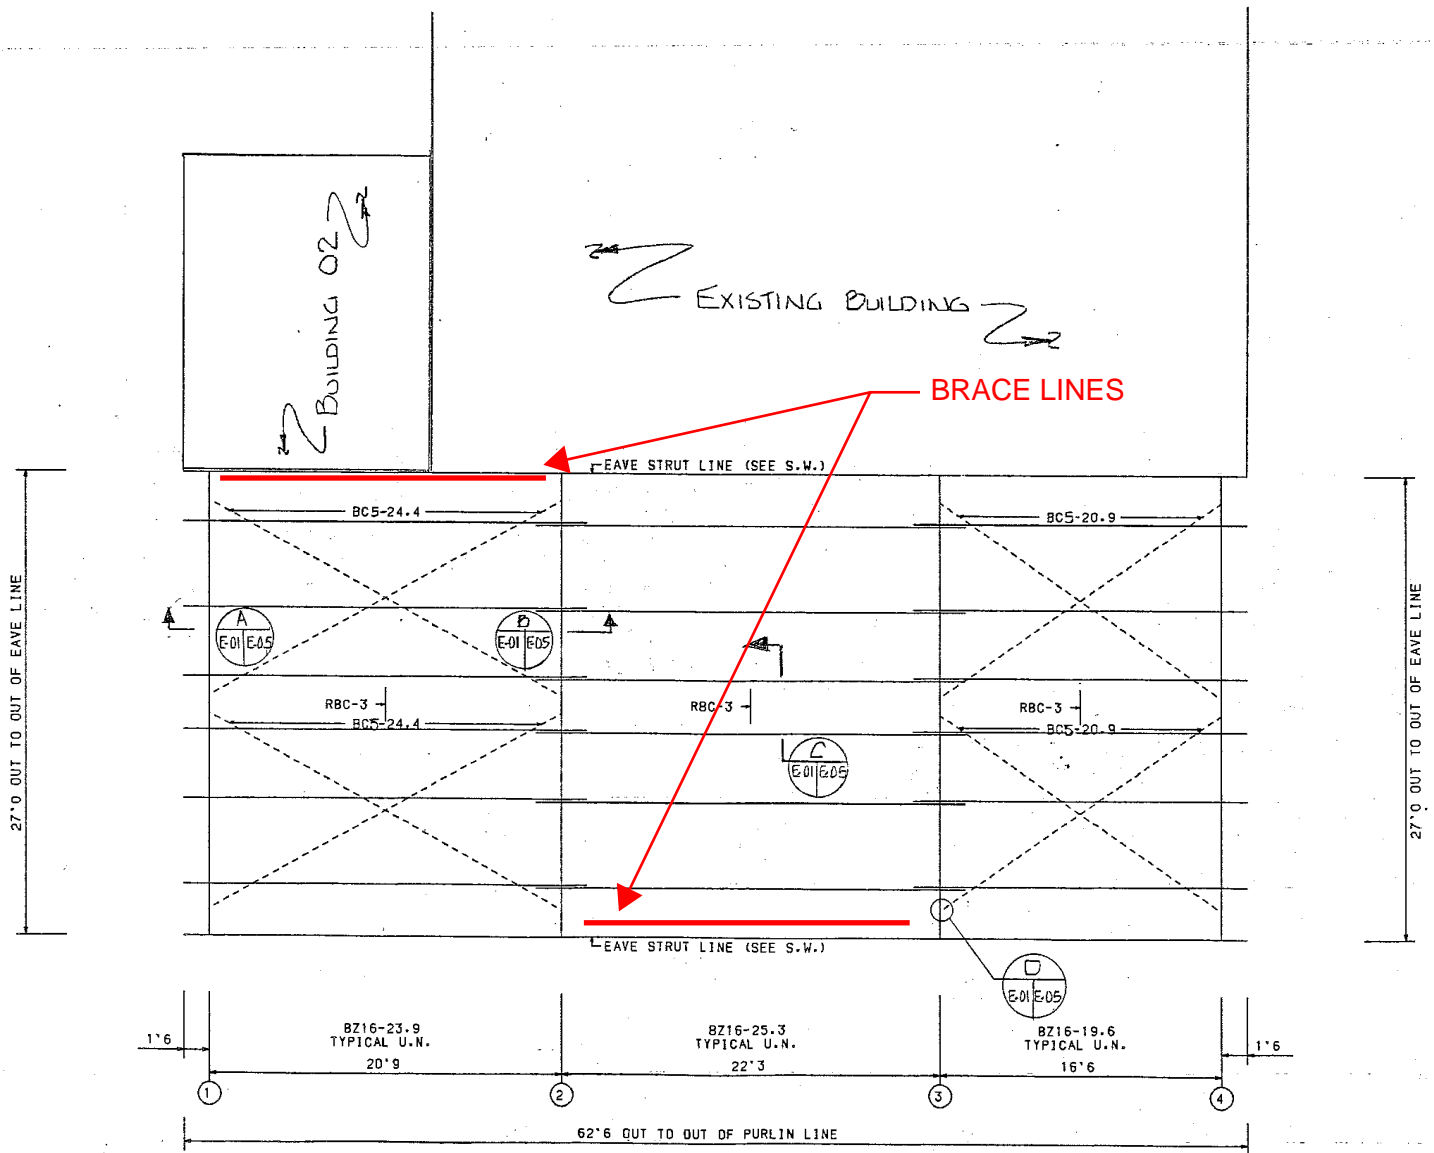 BUILDING 02
EXISTING BUILDING
BRACE LINES
EAVE STRUT LINE (SEE S.W.)
BC5-24.4
BC5-20.9
27'0 OUT TO OUT OF EAVE LINE
27'0 OUT TO OUT OF EAVE LINE
A
E-01 E-05
B
E-01 E-05
RBC-3
RBC-3
RBC-3
BC5-24.4
BC5-20.9
C
E-01 E-05
EAVE STRUT LINE (SEE S.W.)
D
E-01 E-05
BZ16-23.9
TYPICAL U.N.
BZ16-25.3
TYPICAL U.N.
BZ16-19.6
TYPICAL U.N.
1'6
20'9
22'3
16'6
1'6
1
2
3
4
62'6 OUT TO OUT OF PURLIN LINE